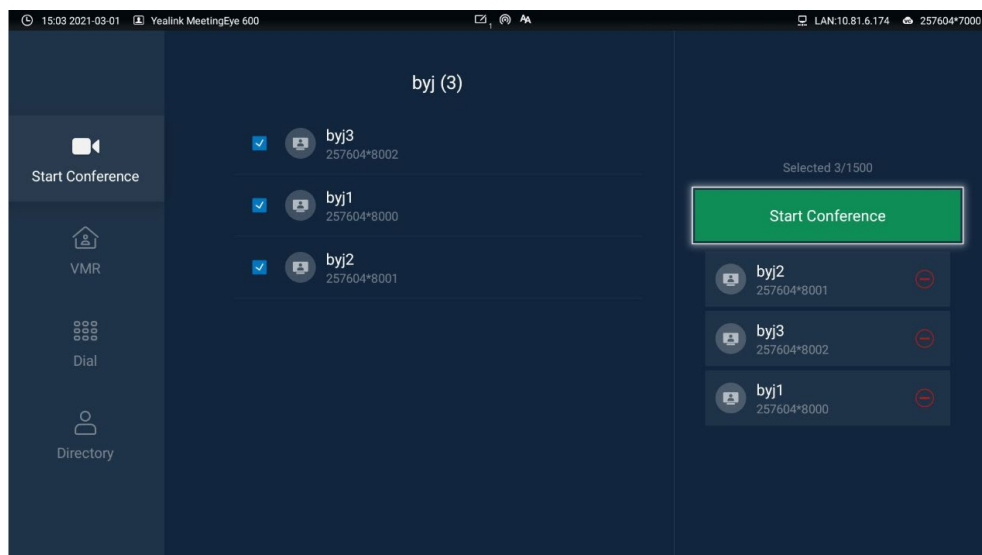 15:03 2021-03-01 Yealink MeetingEye 600 1 AA LAN:10.81.6.174 257604*7000
Start Conference
VMR
Dial
Directory
byj (3)
byj3
257604*8002
byj1
257604*8000
byj2
257604*8001
Selected 3/1500
Start Conference
byj2
257604*8001
byj3
257604*8002
byj1
257604*8000